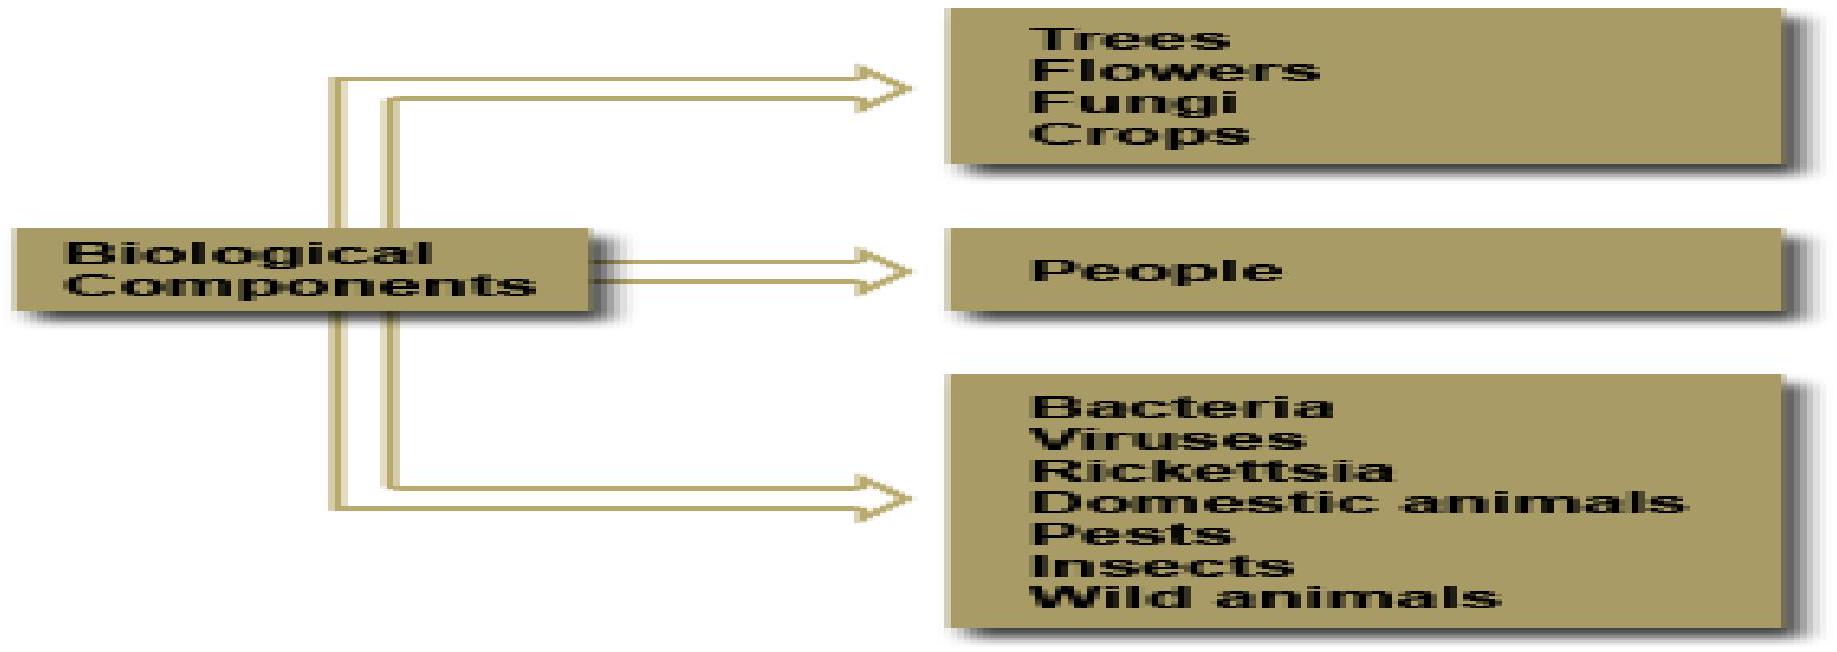 Trees
Flowers
Fungi
Crops
Biological
Components
People
Bacteria
Viruses
Rickettsia
Domestic animals
Pests
Insects
Wild animals